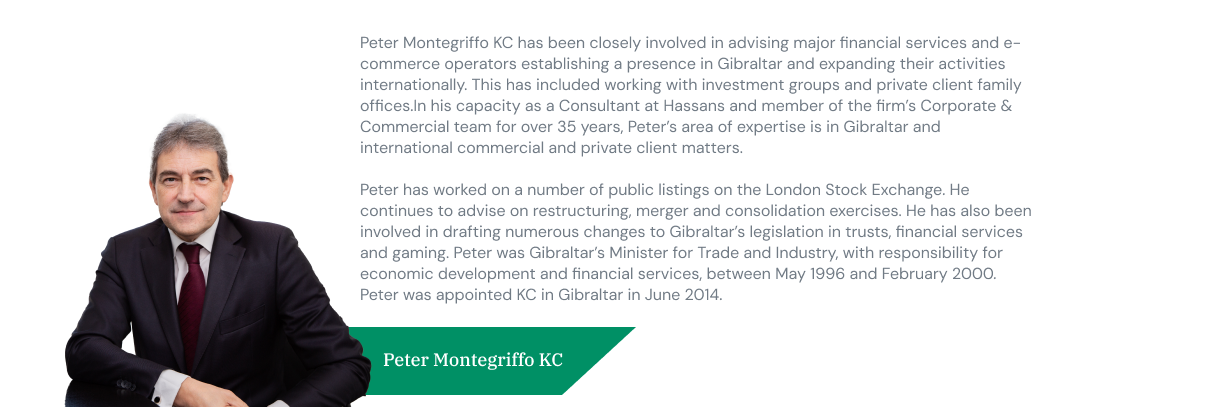 Peter Montegriffo KC has been closely involved in advising major financial services and e-
commerce operators establishing a presence in Gibraltar and expanding their activities
internationally. This has included working with investment groups and private client family
offices.In his capacity as a Consultant at Hassans and member of the firm’s Corporate &
Commercial team for over 35 years, Peter’s area of expertise is in Gibraltar and
international commercial and private client matters.
Peter has worked on a number of public listings on the London Stock Exchange. He
continues to advise on restructuring, merger and consolidation exercises. He has also been
involved in drafting numerous changes to Gibraltar’s legislation in trusts, financial services
and gaming. Peter was Gibraltar’s Minister for Trade and Industry, with responsibility for
economic development and financial services, between May 1996 and February 2000.
Peter was appointed KC in Gibraltar in June 2014.
Peter Montegriffo KC